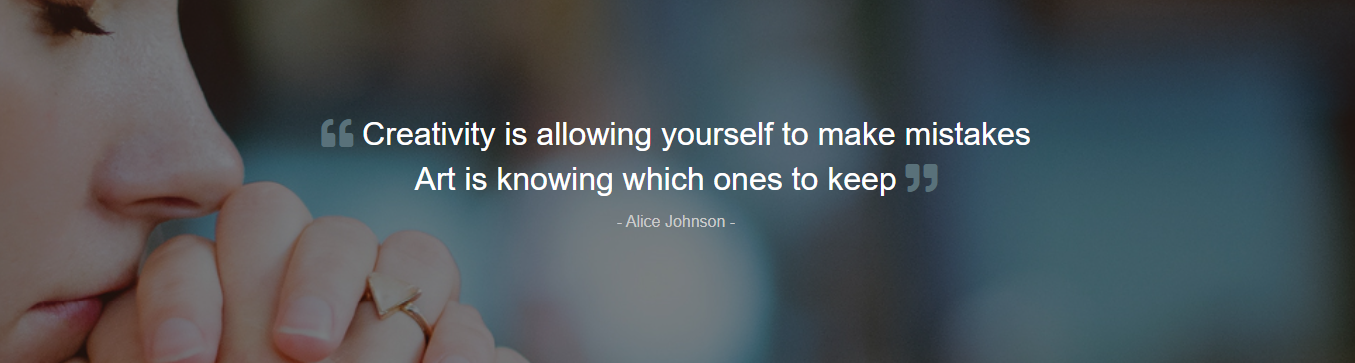 “ Creativity is allowing yourself to make mistakes
Art is knowing which ones to keep ”
- Alice Johnson -